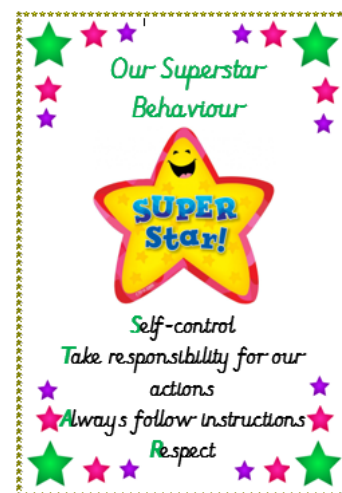 Our Superstar
Behaviour
SUPER
Star!
Self-control
Take responsibility for our
actions
Always follow instructions
Respect